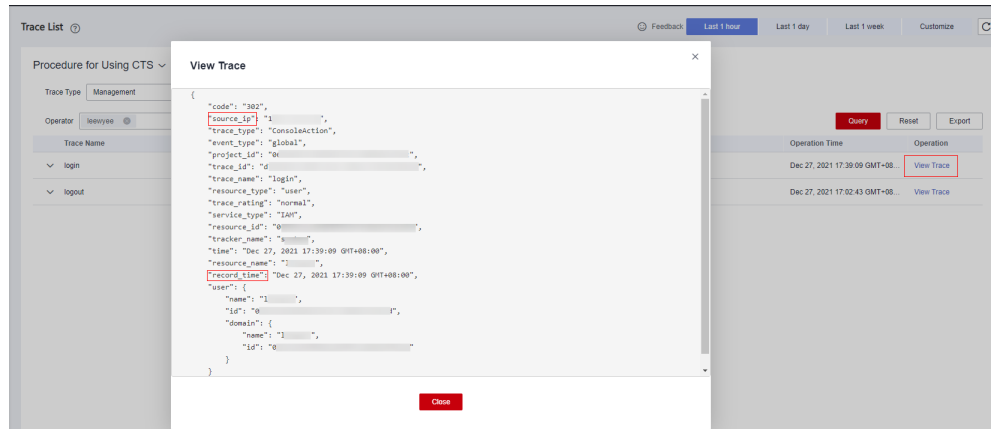 Trace List
Feedback
Last 1 hour
Last 1 day
Last 1 week
Customize
Procedure for Using CTS
Trace Type
Management
Operator
leewyee
Query
Reset
Export
Trace Name
Operation Time
Operation
login
Dec 27, 2021 17:39:09 GMT+08...
View Trace
logout
Dec 27, 2021 17:02:43 GMT+08...
View Trace
View Trace
{
"code": "302",
"source_ip": "1 ",
"trace_type": "ConsoleAction",
"event_type": "global",
"project_id": "0 ",
"trace_id": "d ",
"trace_name": "login",
"resource_type": "user",
"trace_rating": "normal",
"service_type": "IAM",
"resource_id": "0 ",
"tracker_name": "s ",
"time": "Dec 27, 2021 17:39:09 GMT+08:00",
"resource_name": "l ",
"record_time": "Dec 27, 2021 17:39:09 GMT+08:00",
"user": {
"name": "l ",
"id": "0 ",
"domain": {
"name": "l ",
"id": "0 "
}
}
Close